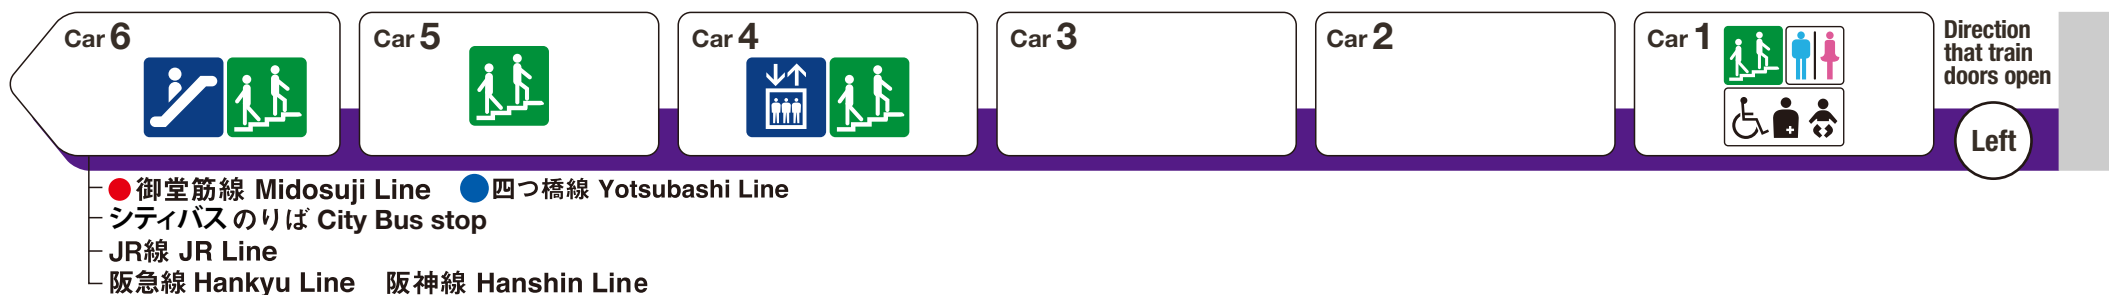 Car 6
Car 5
Car 4
Car 3
Car 2
Car 1
Direction
that train
doors open
Left
御堂筋線 Midosuji Line 四つ橋線 Yotsubashi Line
シティバスのりば City Bus stop
JR線 JR Line
阪急線 Hankyu Line 阪神線 Hanshin Line